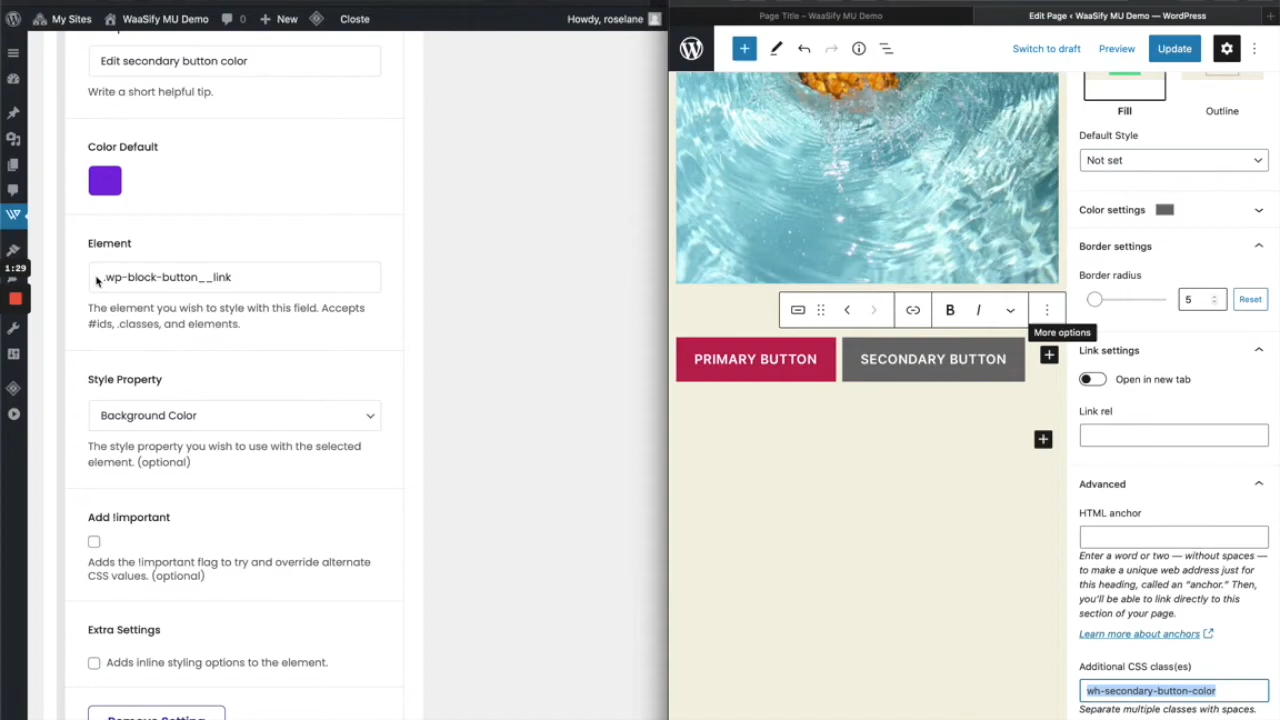 My Sites
WaaSify MU Demo
0
New
Closte
Howdy, roselane
Edit secondary button color
Write a short helpful tip.
Color Default
Element
.wp-block-button__link
The element you wish to style with this field. Accepts
#ids, .classes, and elements.
Style Property
Background Color
The style property you wish to use with the selected
element. (optional)
Add !important
Adds the !important flag to try and override alternate
CSS values. (optional)
Extra Settings
Adds inline styling options to the element.
Remove Setting
1:29
Page Title – WaaSify MU Demo
Edit Page ‹ WaaSify MU Demo — WordPress
Switch to draft
Preview
Update
B
I
More options
PRIMARY BUTTON
SECONDARY BUTTON
Fill
Outline
Default Style
Not set
Color settings
Border settings
Border radius
5
Reset
Link settings
Open in new tab
Link rel
Advanced
HTML anchor
Enter a word or two — without spaces —
to make a unique web address just for
this heading, called an “anchor.” Then,
you’ll be able to link directly to this
section of your page.
Learn more about anchors
Additional CSS class(es)
wh-secondary-button-color
Separate multiple classes with spaces.